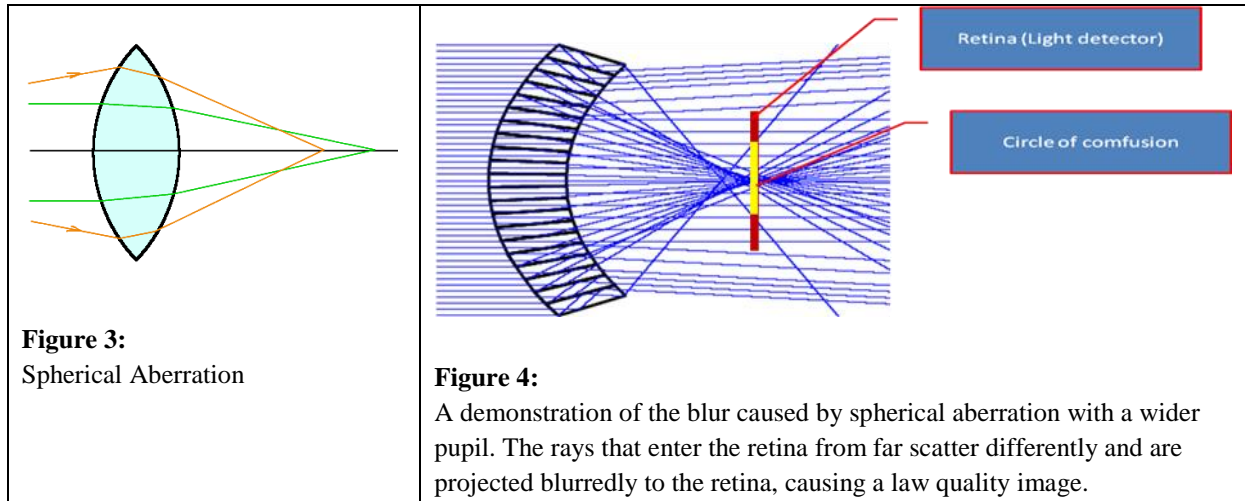 Retina (Light detector)
Circle of comfusion
Figure 3:
Spherical Aberration
Figure 4:
A demonstration of the blur caused by spherical aberration with a wider
pupil. The rays that enter the retina from far scatter differently and are
projected blurredly to the retina, causing a law quality image.